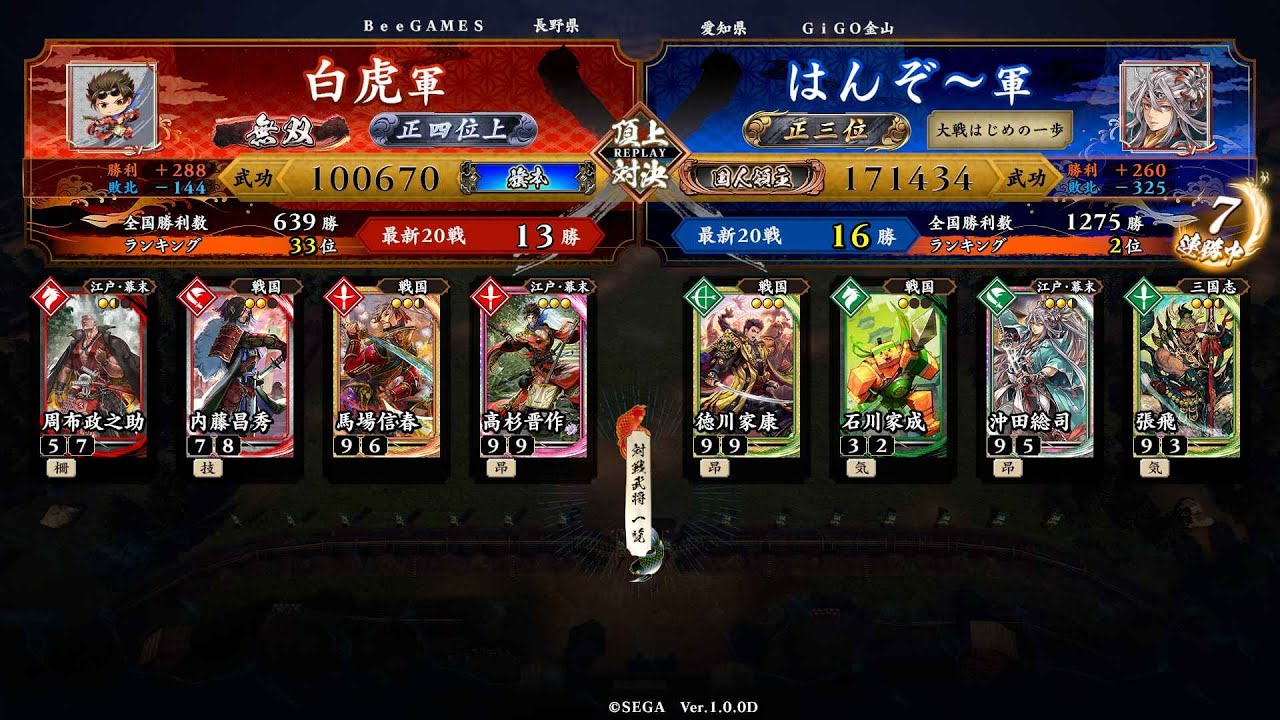 BeeGAMES 長野県
愛知県 GiGO金山
白虎軍
はんぞ～軍
無双 正四位上
正三位 大戦はじめの一歩
頂上
REPLAY
対決
勝利 +288
敗北 -144
武功 100670 旗本
国人領主 171434 武功
勝利 +260
敗北 -325
全国勝利数 639勝
ランキング 33位
最新20戦 13勝
最新20戦 16勝
全国勝利数 1275勝
ランキング 2位
7
連勝中
江戸・幕末
周布政之助
5 7
柵
戦国
内藤昌秀
7 8
技
戦国
馬場信春
9 6
江戸・幕末
高杉晋作
9 9
昂
対戦武将一覧
戦国
徳川家康
9 9
昂
戦国
石川家成
3 2
気
江戸・幕末
沖田総司
9 5
昂
三国志
張飛
9 3
気
©SEGA Ver.1.0.0D